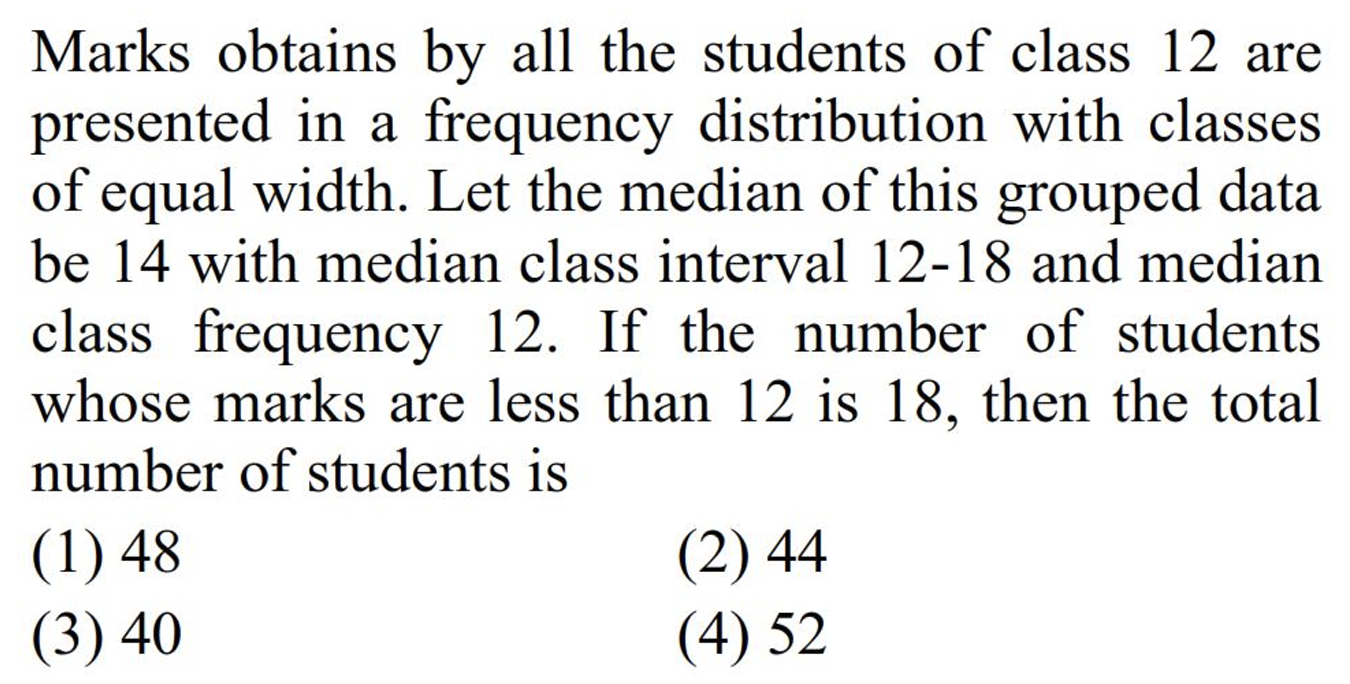 Marks obtains by all the students of class 12 are
presented in a frequency distribution with classes
of equal width. Let the median of this grouped data
be 14 with median class interval 12-18 and median
class frequency 12. If the number of students
whose marks are less than 12 is 18, then the total
number of students is
(1) 48 (2) 44
(3) 40 (4) 52